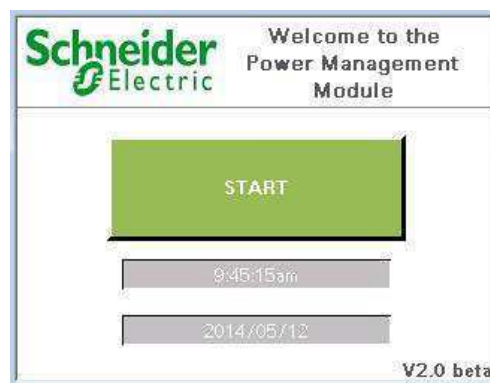 Schneider Electric
Welcome to the
Power Management
Module
START
9:45:15am
2014/05/12
V2.0 beta